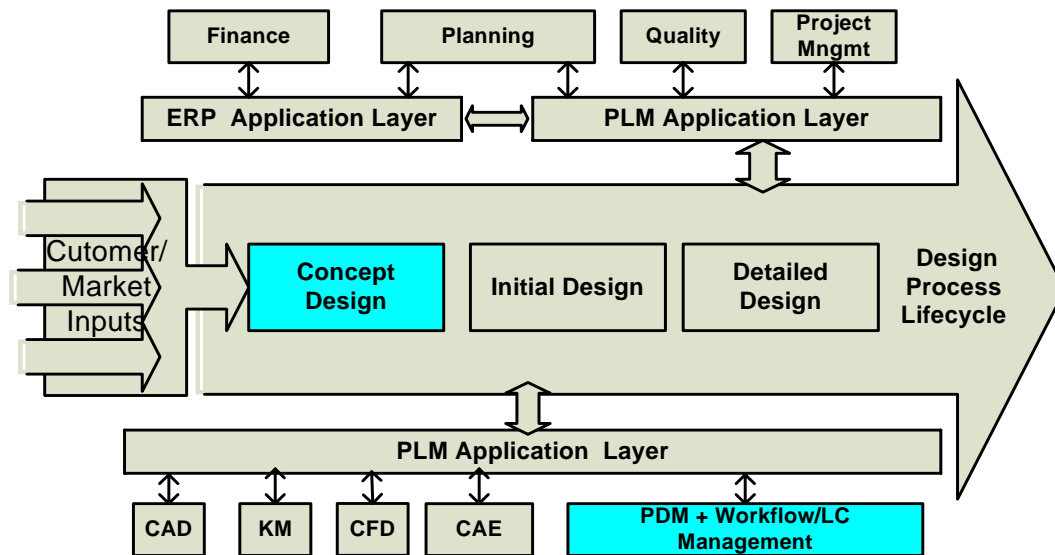 Finance
Planning
Quality
Project
Mngmt
ERP Application Layer
PLM Application Layer
Cutomer/
Market
Inputs
Concept
Design
Initial Design
Detailed
Design
Design
Process
Lifecycle
PLM Application Layer
CAD
KM
CFD
CAE
PDM + Workflow/LC
Management